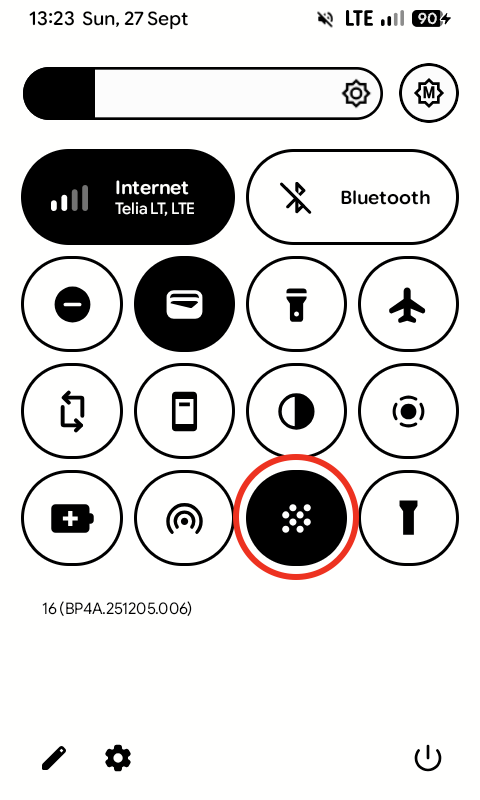 13:23 Sun, 27 Sept LTE 90
M
Internet
Telia LT, LTE
Bluetooth
16 (BP4A.251205.006)